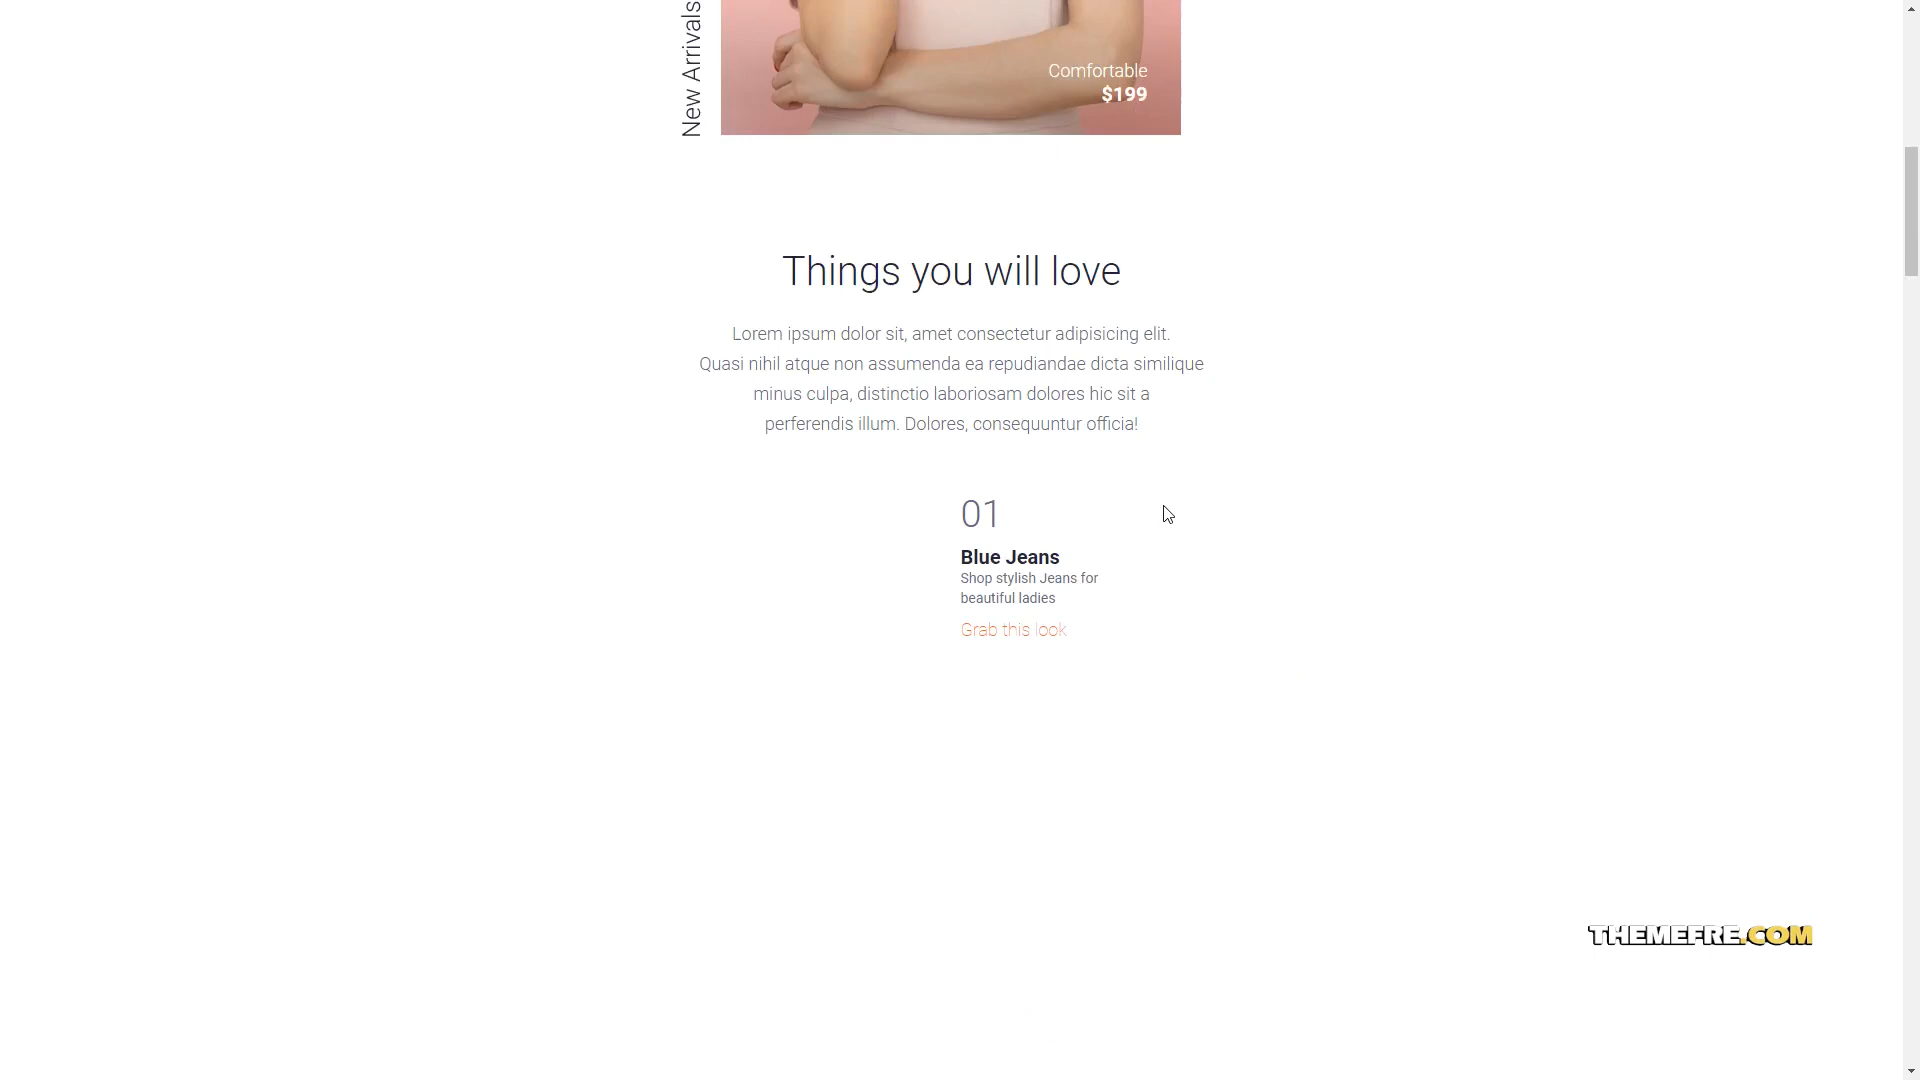 New Arrivals
Comfortable
$199
Things you will love
Lorem ipsum dolor sit, amet consectetur adipisicing elit.
Quasi nihil atque non assumenda ea repudiandae dicta similique
minus culpa, distinctio laboriosam dolores hic sit a
perferendis illum. Dolores, consequuntur officia!
01
Blue Jeans
Shop stylish Jeans for
beautiful ladies
Grab this look
THEMEFRE.COM